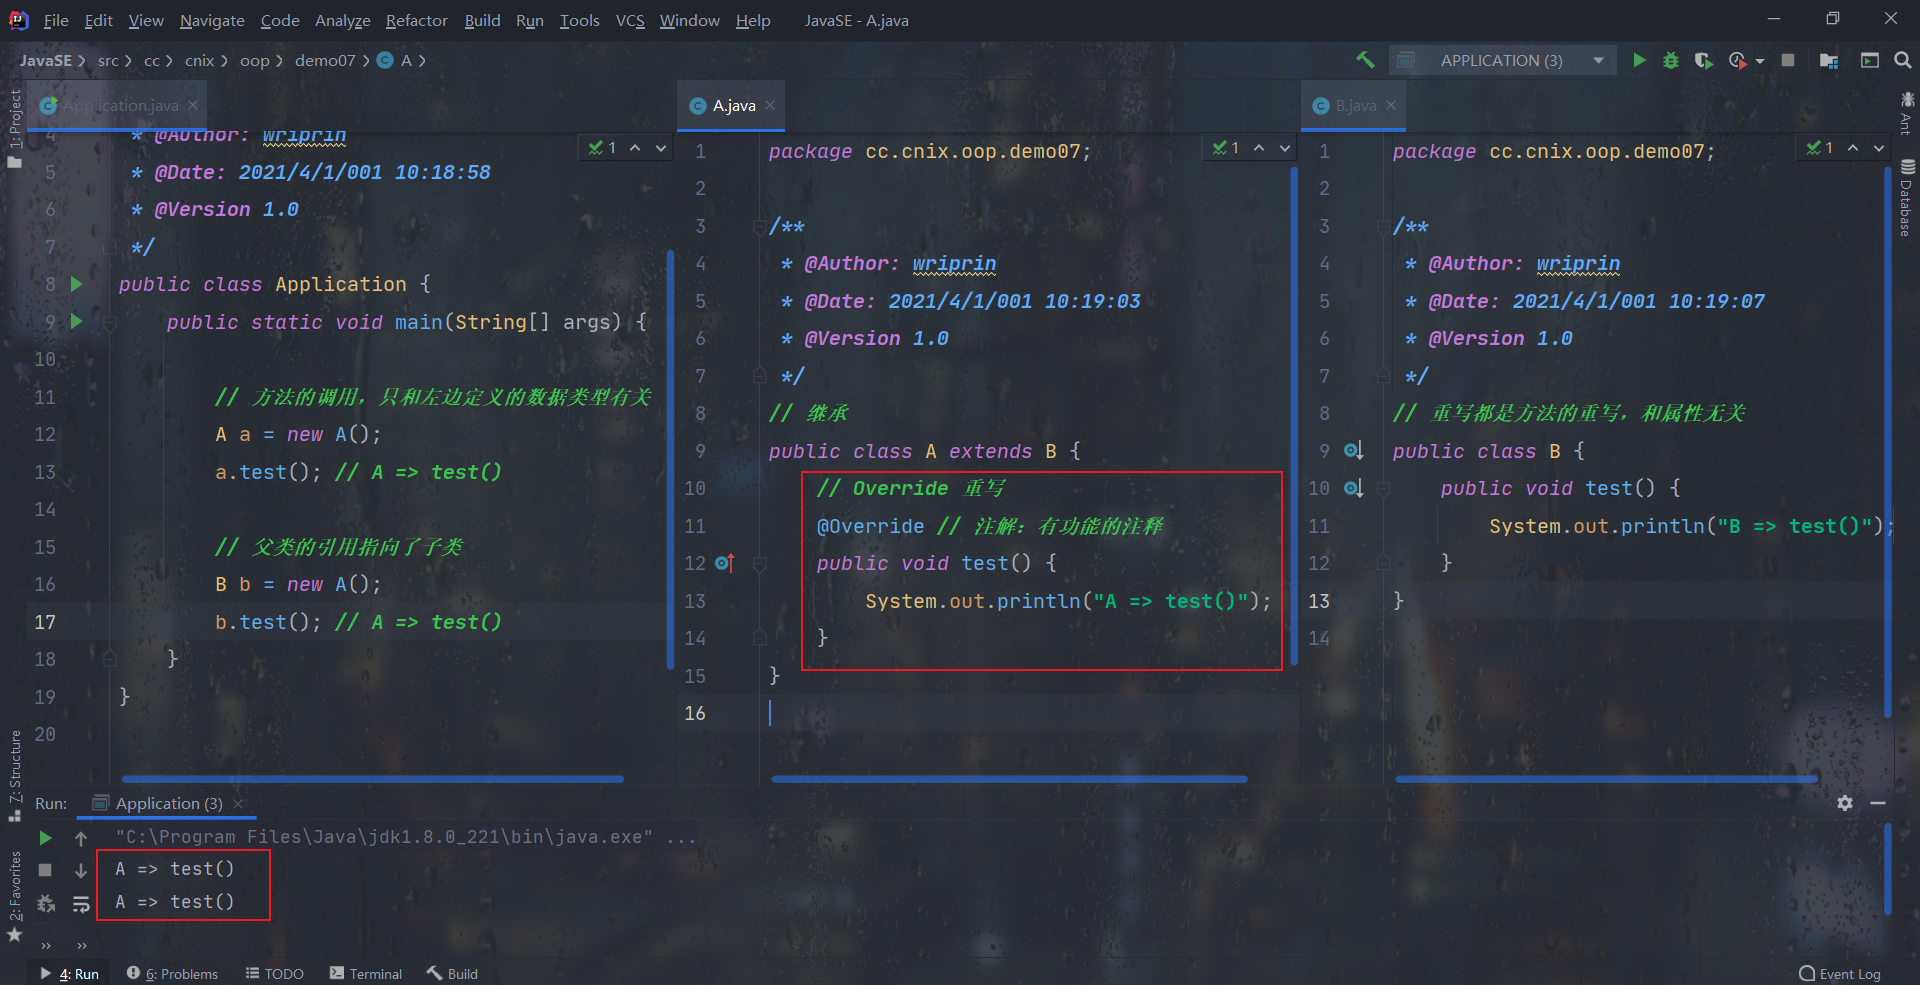 File Edit View Navigate Code Analyze Refactor Build Run Tools VCS Window Help JavaSE - A.java
JavaSE src cc cnix oop demo07 A
APPLICATION (3)
1: Project
Application.java
4 * @Author: wriprin
1
5 * @Date: 2021/4/1/001 10:18:58
6 * @Version 1.0
7 */
8 public class Application {
9 public static void main(String[] args) {
10
11 // 方法的调用，只和左边定义的数据类型有关
12 A a = new A();
13 a.test(); // A => test()
14
15 // 父类的引用指向了子类
16 B b = new A();
17 b.test(); // A => test()
18 }
19 }
20
A.java
1
1 package cc.cnix.oop.demo07;
2
3 /**
4 * @Author: wriprin
5 * @Date: 2021/4/1/001 10:19:03
6 * @Version 1.0
7 */
8 // 继承
9 public class A extends B {
10 // Override 重写
11 @Override // 注解：有功能的注释
12 public void test() {
13 System.out.println("A => test()");
14 }
15 }
16
B.java
1
1 package cc.cnix.oop.demo07;
2
3 /**
4 * @Author: wriprin
5 * @Date: 2021/4/1/001 10:19:07
6 * @Version 1.0
7 */
8 // 重写都是方法的重写，和属性无关
9 public class B {
10 public void test() {
11 System.out.println("B => test()");
12 }
13 }
14
Ant
Database
7: Structure
2: Favorites
Run: Application (3)
"C:\Program Files\Java\jdk1.8.0_221\bin\java.exe" ...
A => test()
A => test()
4: Run 6: Problems TODO Terminal Build Event Log